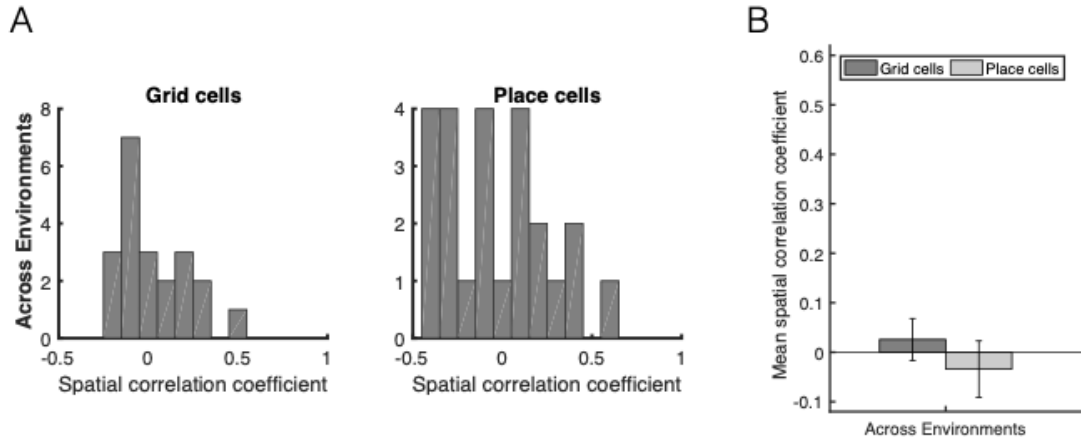 A
B
Grid cells
Place cells
Across Environments
8
6
4
2
0
-0.5
0
0.5
1
Spatial correlation coefficient
4
3
2
1
0
-0.5
0
0.5
1
Spatial correlation coefficient
Mean spatial correlation coefficient
0.6
0.5
0.4
0.3
0.2
0.1
0
-0.1
Grid cells Place cells
Across Environments